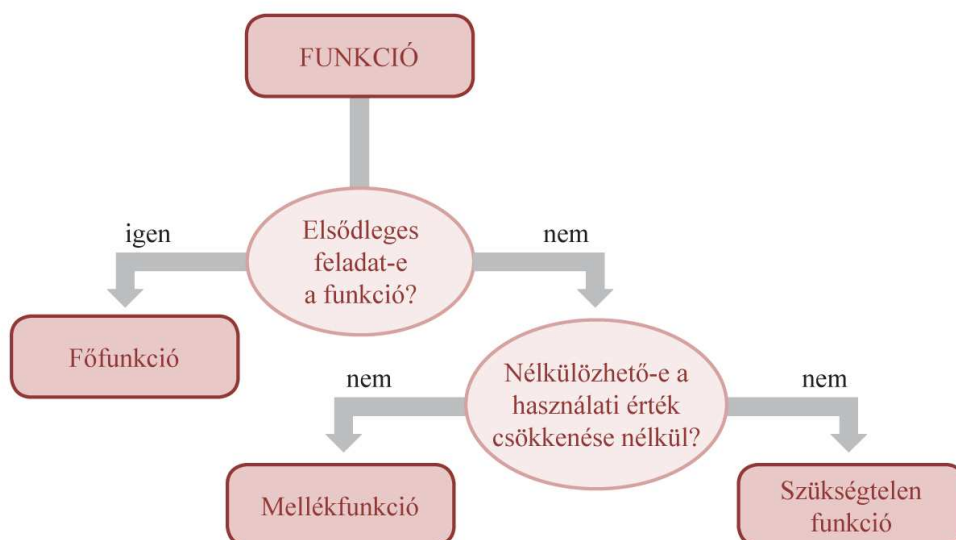 FUNKCIÓ
igen
Elsődleges
feladat-e
a funkció?
nem
Főfunkció
nem
Nélkülözhető-e a
használati érték
csökkenése nélkül?
nem
Mellékfunkció
Szükségtelen
funkció